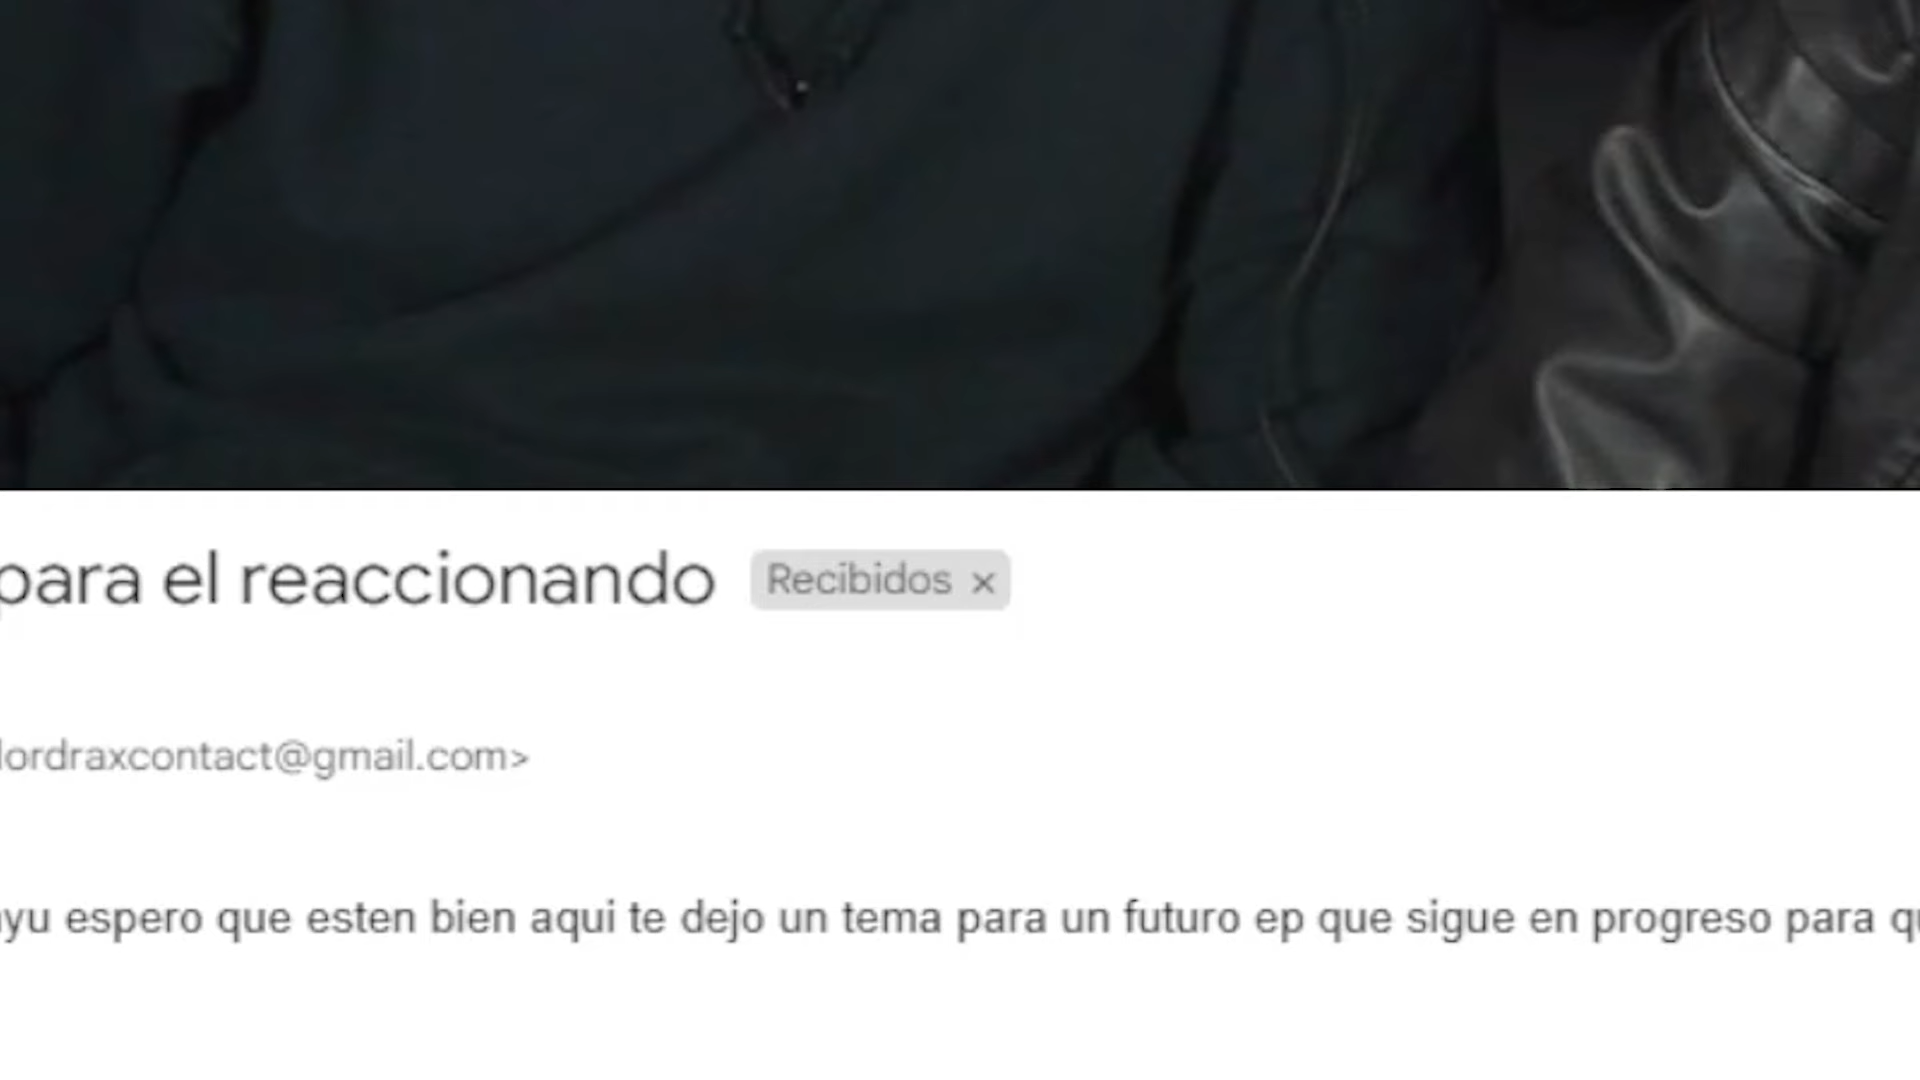 para el reaccionando Recibidos ×
lordraxcontact@gmail.com>
espero que esten bien aqui te dejo un tema para un futuro ep que sigue en progreso para